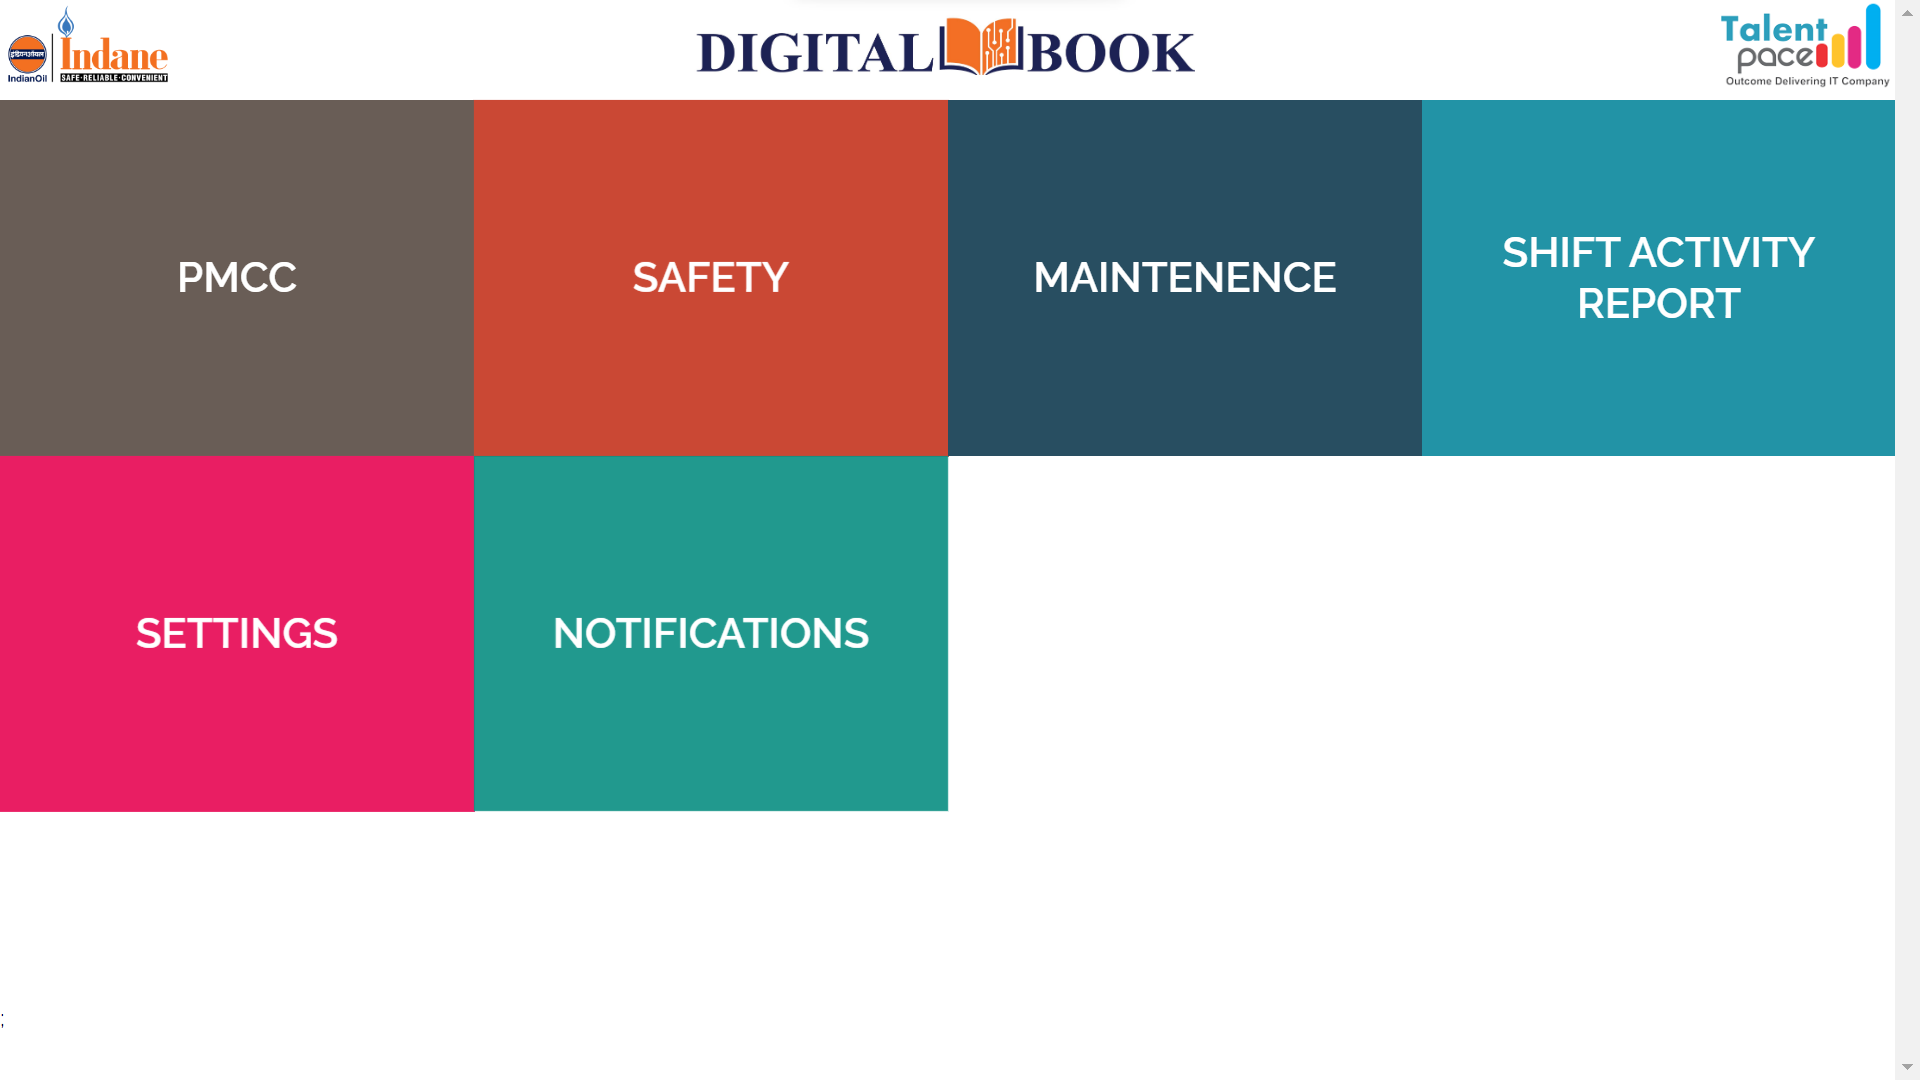 इंडियनऑयल
IndianOil
Indane
SAFE·RELIABLE·CONVENIENT
DIGITAL BOOK
Talent
pace
Outcome Delivering IT Company
PMCC
SAFETY
MAINTENENCE
SHIFT ACTIVITY
REPORT
SETTINGS
NOTIFICATIONS
;